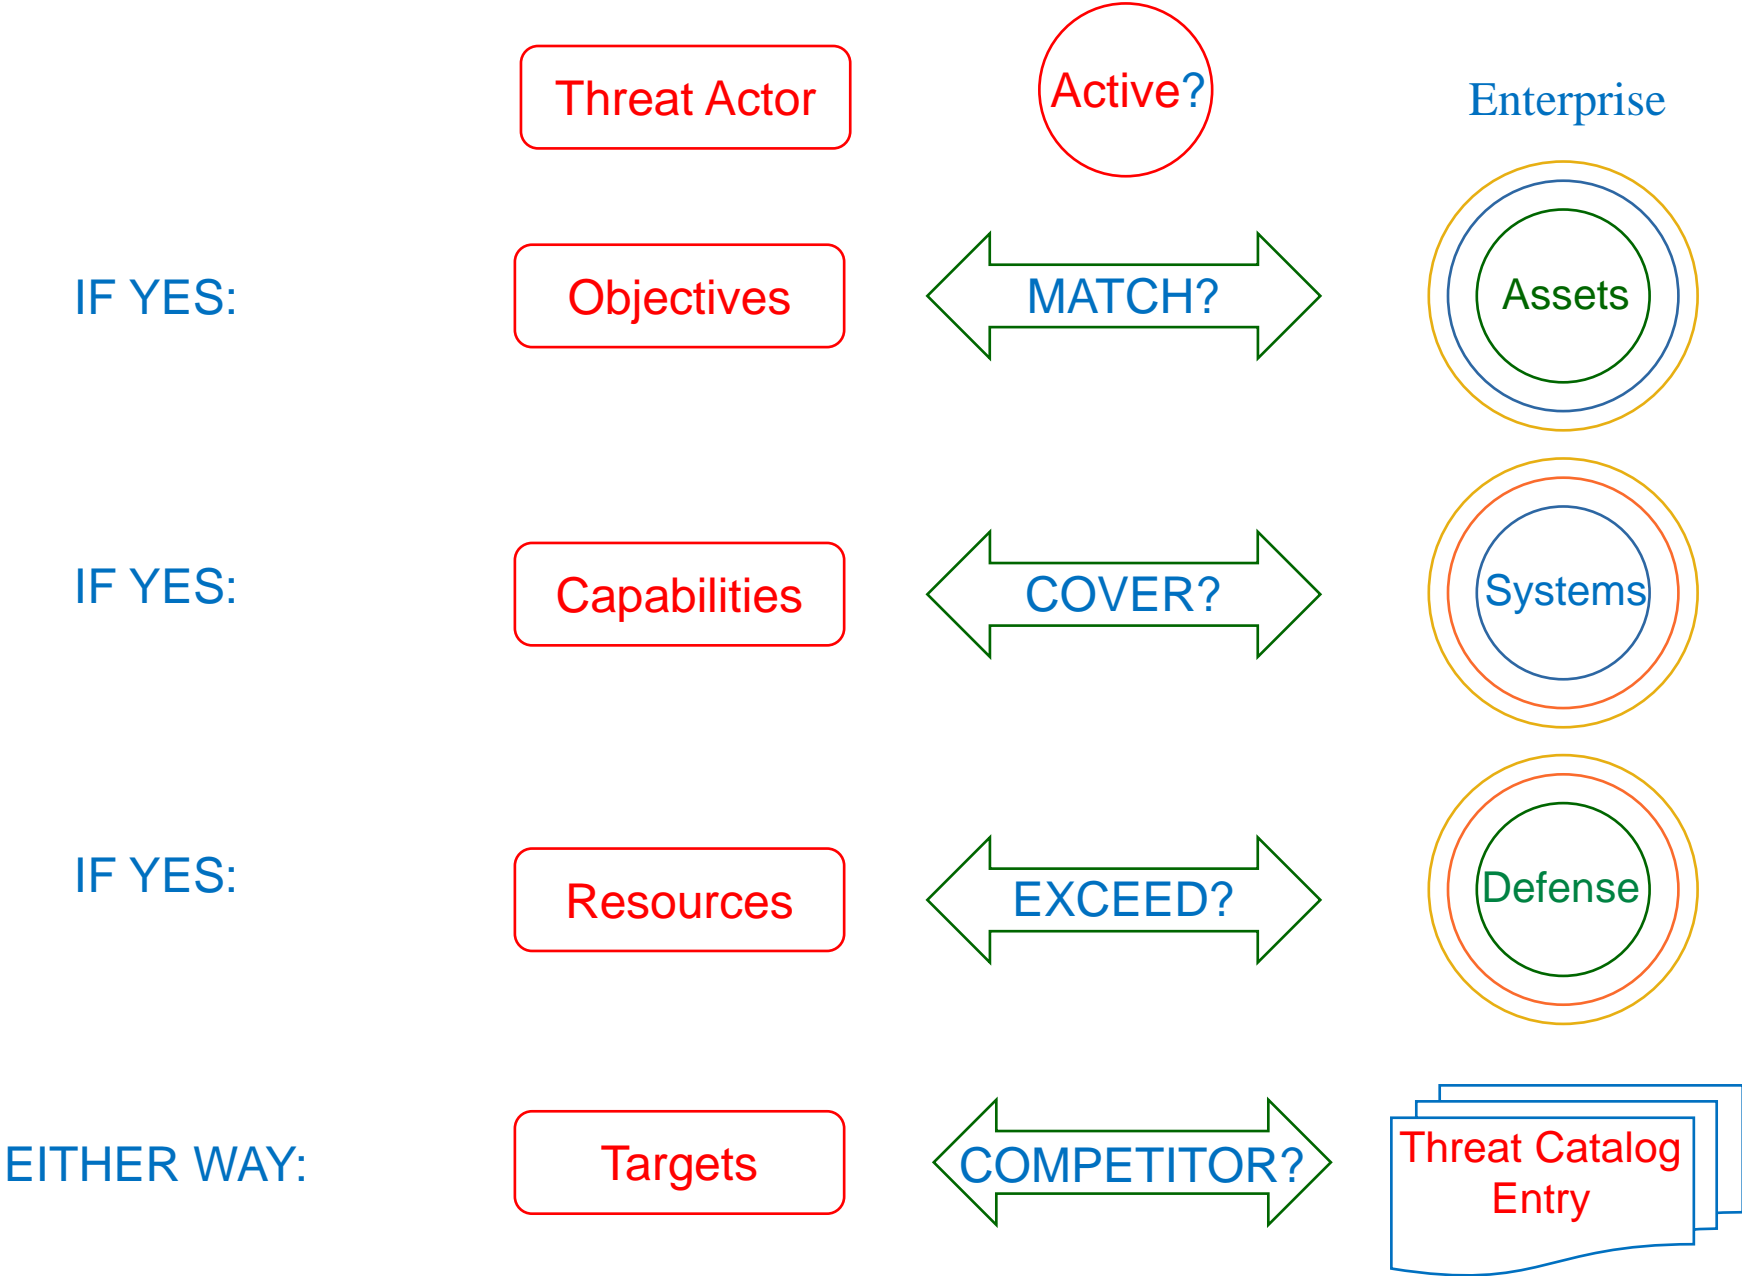 Threat Actor
Active?
Enterprise
IF YES:
Objectives
MATCH?
Assets
IF YES:
Capabilities
COVER?
Systems
IF YES:
Resources
EXCEED?
Defense
EITHER WAY:
Targets
COMPETITOR?
Threat Catalog
Entry